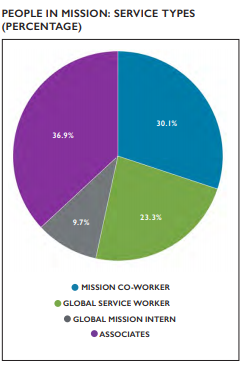 PEOPLE IN MISSION: SERVICE TYPES
(PERCENTAGE)
30.1%
36.9%
23.3%
9.7%
MISSION CO-WORKER
GLOBAL SERVICE WORKER
GLOBAL MISSION INTERN
ASSOCIATES